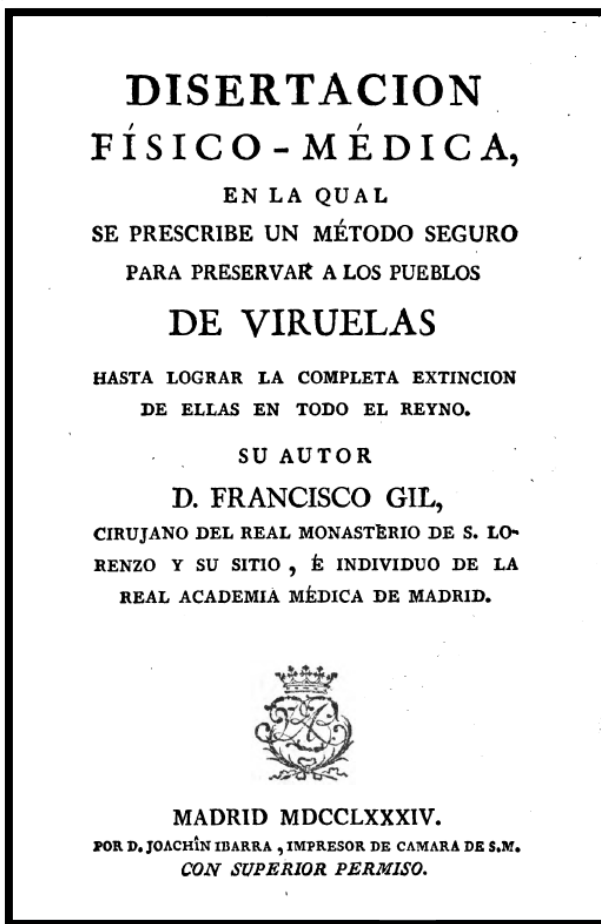 DISERTACION
FÍSICO-MÉDICA,
EN LA QUAL
SE PRESCRIBE UN MÉTODO SEGURO
PARA PRESERVAR A LOS PUEBLOS
DE VIRUELAS
HASTA LOGRAR LA COMPLETA EXTINCION
DE ELLAS EN TODO EL REYNO.
SU AUTOR
D. FRANCISCO GIL,
CIRUJANO DEL REAL MONASTERIO DE S. LO-
RENZO Y SU SITIO, É INDIVIDUO DE LA
REAL ACADEMIA MÉDICA DE MADRID.
MADRID MDCCLXXXIV.
POR D. JOACHÎN IBARRA, IMPRESOR DE CAMARA DE S.M.
CON SUPERIOR PERMISO.